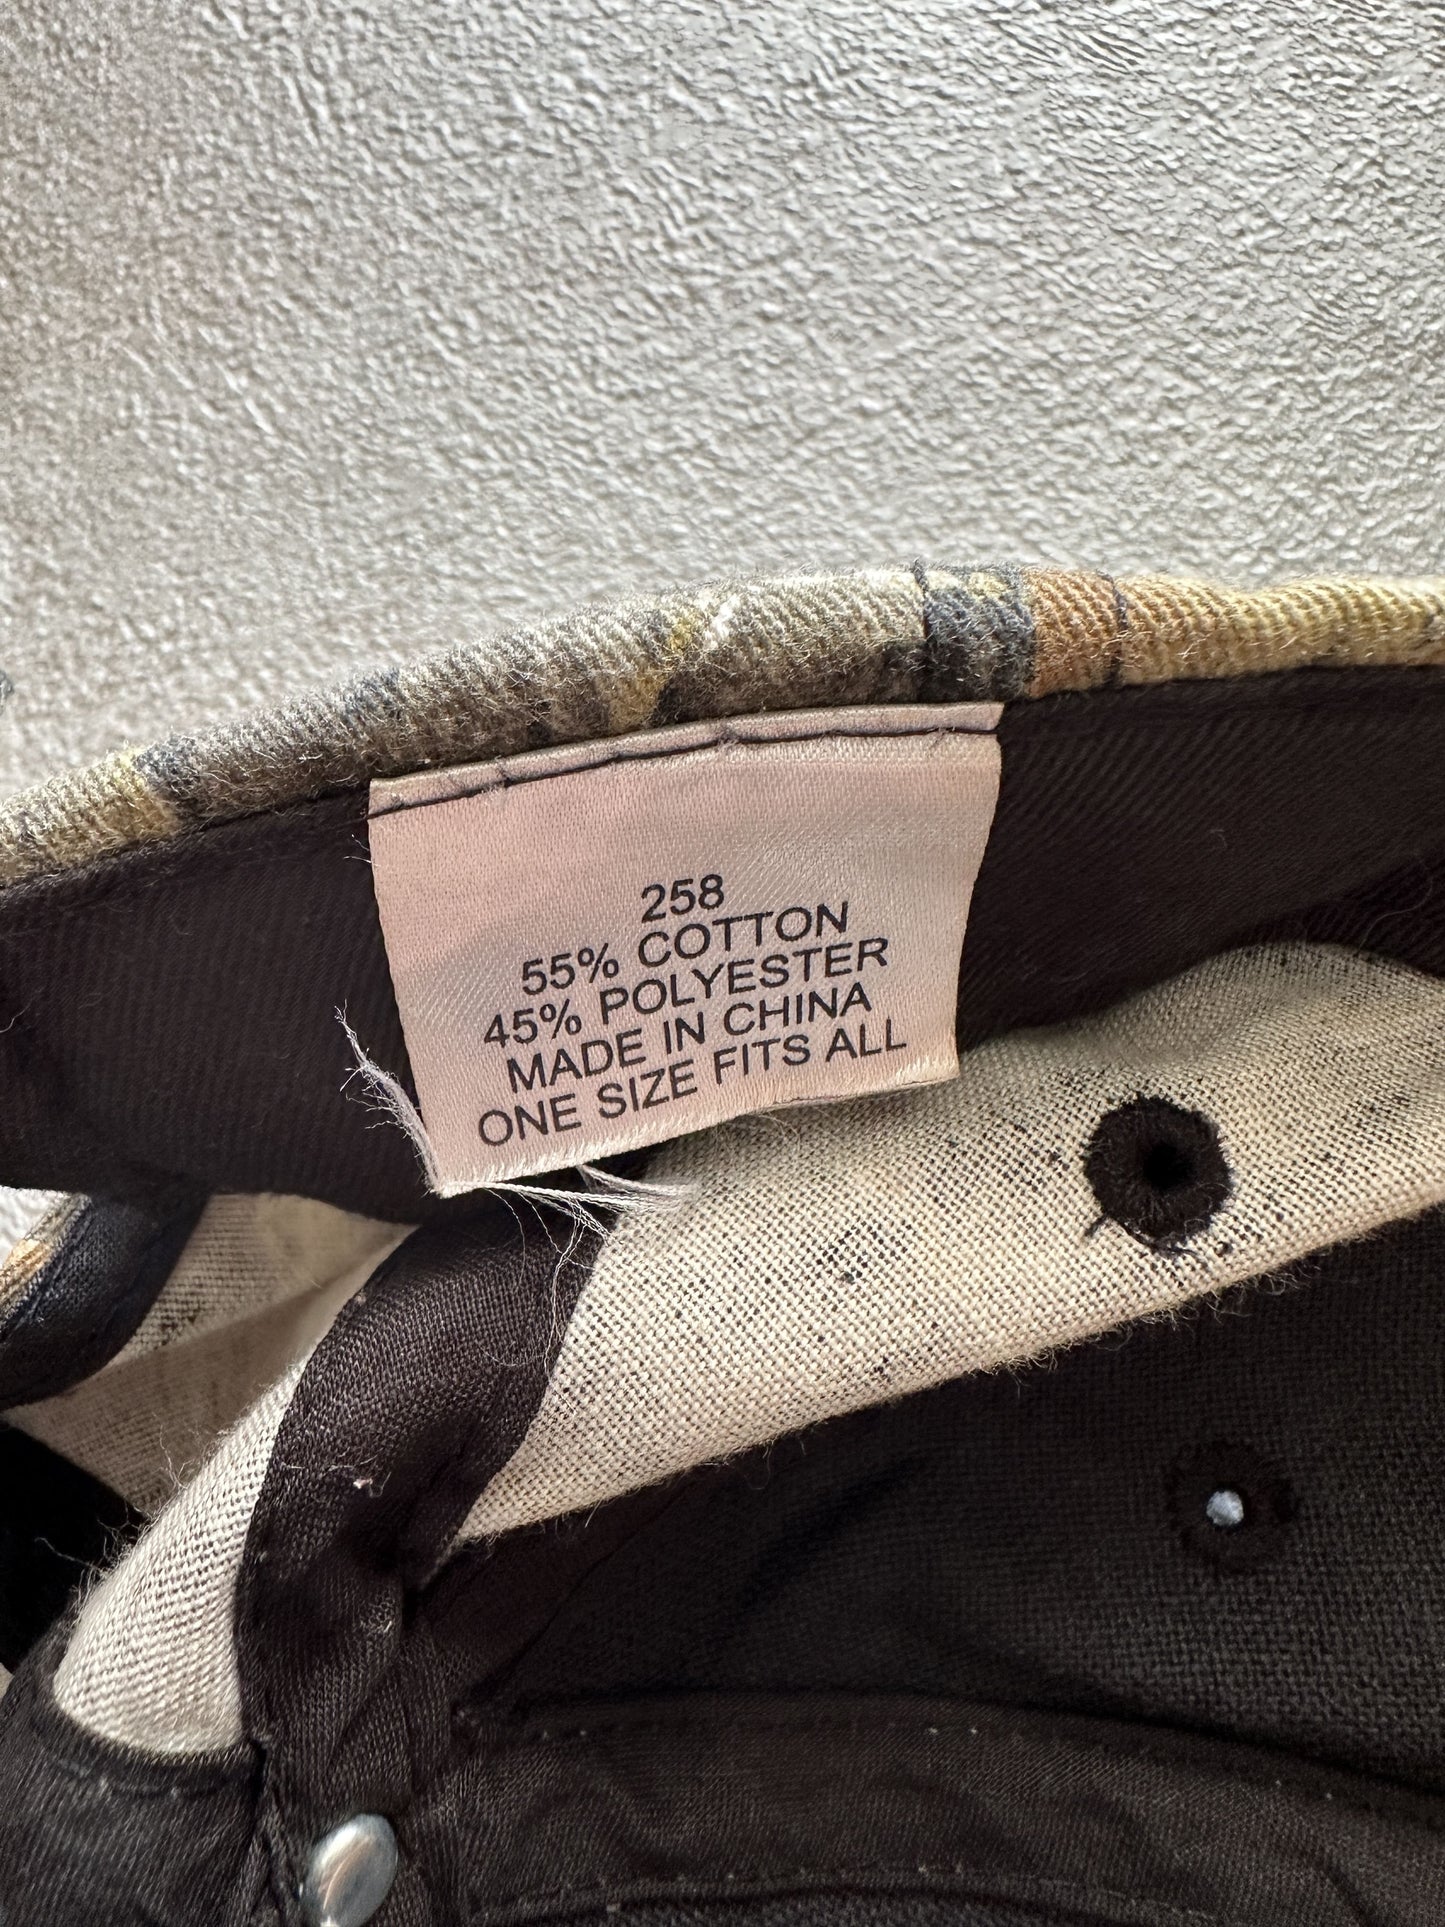 258
55% COTTON
45% POLYESTER
MADE IN CHINA
ONE SIZE FITS ALL